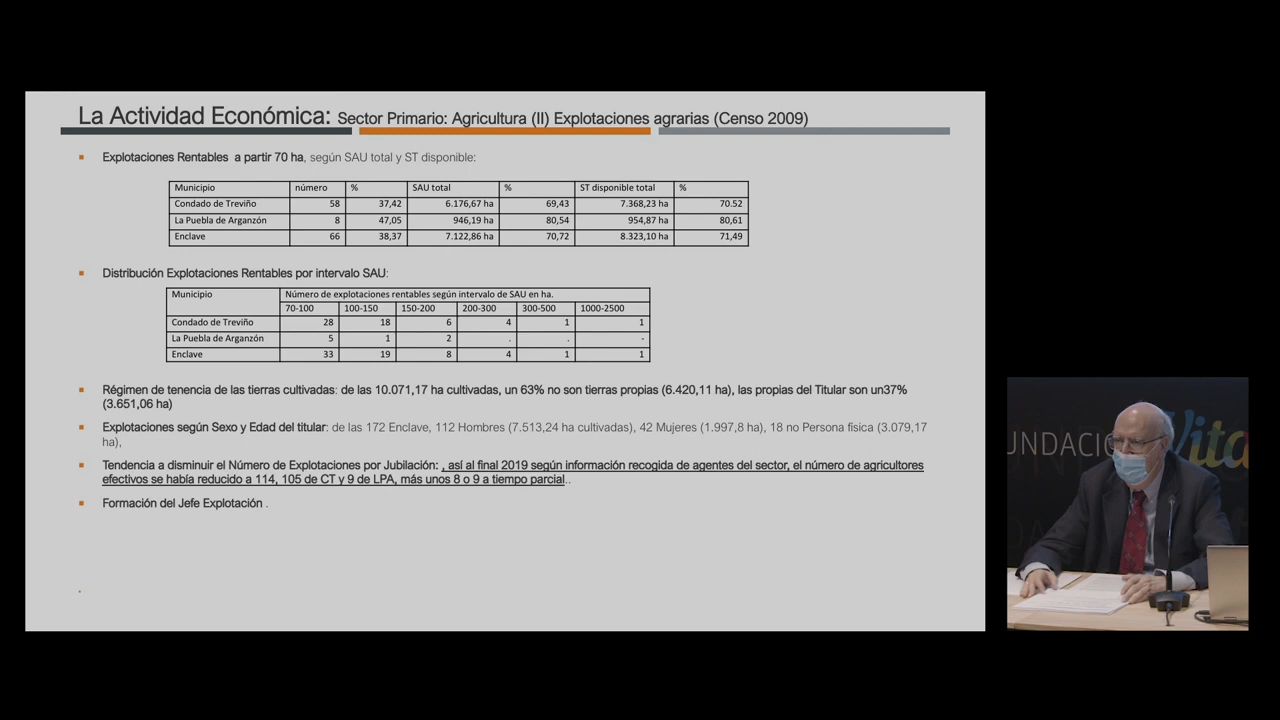 La Actividad Económica: Sector Primario: Agricultura (II) Explotaciones agrarias (Censo 2009)
Explotaciones Rentables a partir 70 ha, según SAU total y ST disponible:
Municipio número % SAU total % ST disponible total %
Condado de Treviño 58 37,42 6.176,67 ha 69,43 7.368,23 ha 70.52
La Puebla de Arganzón 8 47,05 946,19 ha 80,54 954,87 ha 80,61
Enclave 66 38,37 7.122,86 ha 70,72 8.323,10 ha 71,49
Distribución Explotaciones Rentables por intervalo SAU:
Municipio Número de explotaciones rentables según intervalo de SAU en ha.
70-100 100-150 150-200 200-300 300-500 1000-2500
Condado de Treviño 28 18 6 4 1 1
La Puebla de Arganzón 5 1 2 . . -
Enclave 33 19 8 4 1 1
Régimen de tenencia de las tierras cultivadas: de las 10.071,17 ha cultivadas, un 63% no son tierras propias (6.420,11 ha), las propias del Titular son un37%
(3.651,06 ha)
Explotaciones según Sexo y Edad del titular: de las 172 Enclave, 112 Hombres (7.513,24 ha cultivadas), 42 Mujeres (1.997,8 ha), 18 no Persona física (3.079,17
ha),
Tendencia a disminuir el Número de Explotaciones por Jubilación: , así al final 2019 según información recogida de agentes del sector, el número de agricultores
efectivos se había reducido a 114, 105 de CT y 9 de LPA, más unos 8 o 9 a tiempo parcial..
Formación del Jefe Explotación .
.
UNDACIÓ Vita